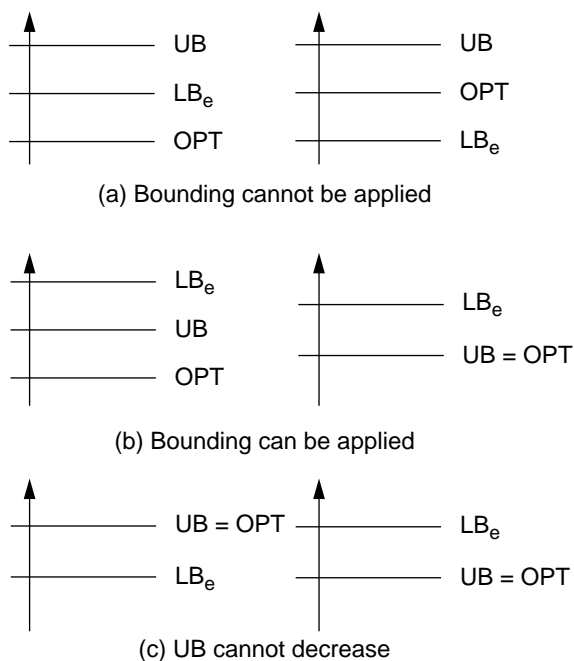 UB
LBe
OPT
UB
OPT
LBe
(a) Bounding cannot be applied
LBe
UB
OPT
LBe
UB = OPT
(b) Bounding can be applied
UB = OPT
LBe
LBe
UB = OPT
(c) UB cannot decrease